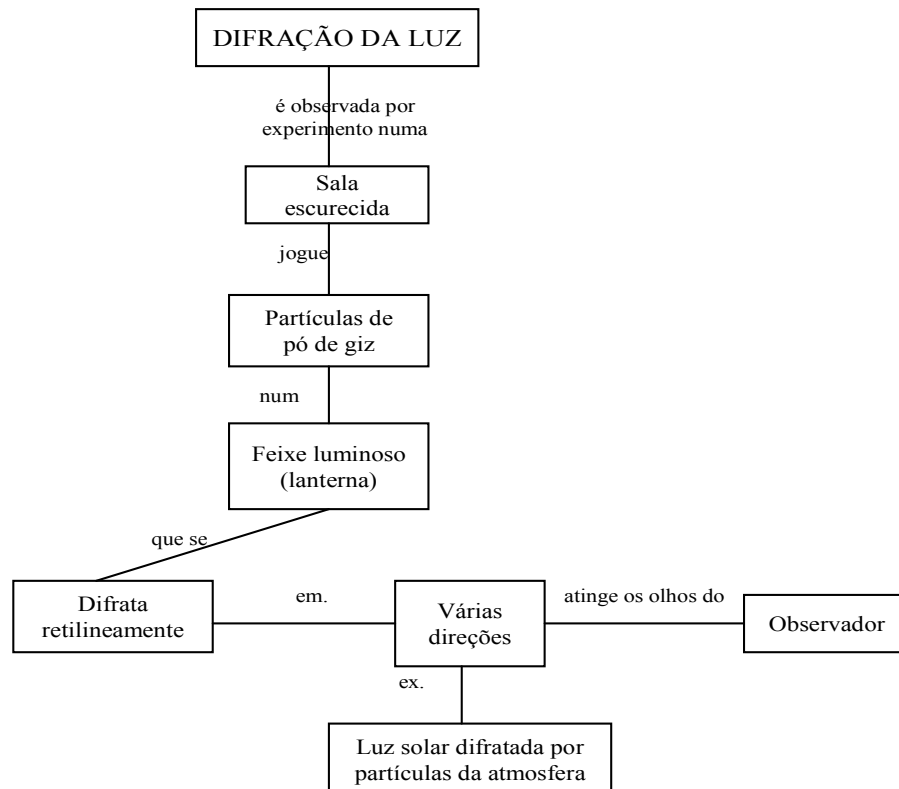 DIFRAÇÃO DA LUZ
é observada por
experimento numa
Sala
escurecida
jogue
Partículas de
pó de giz
num
Feixe luminoso
(lanterna)
que se
Difrata
retilineamente
em.
Várias
direções
atinge os olhos do
Observador
ex.
Luz solar difratada por
partículas da atmosfera